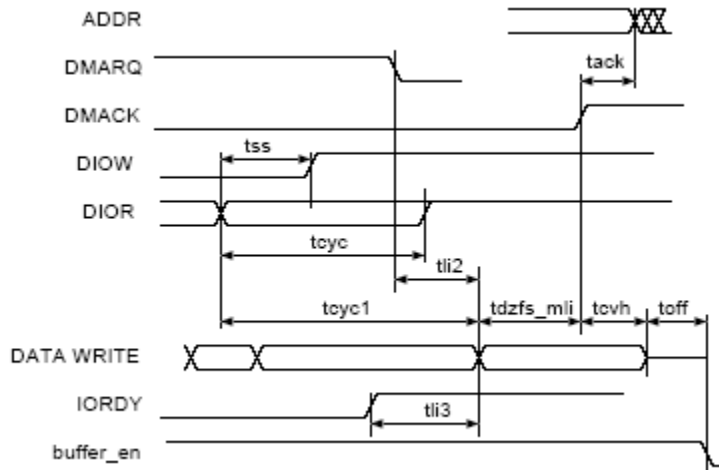 ADDR
DMARQ
tack
DMACK
tss
DIOW
DIOR
tcyc
tli2
tcyc1 tdzfs_mli tcvh toff
DATA WRITE
IORDY
tli3
buffer_en